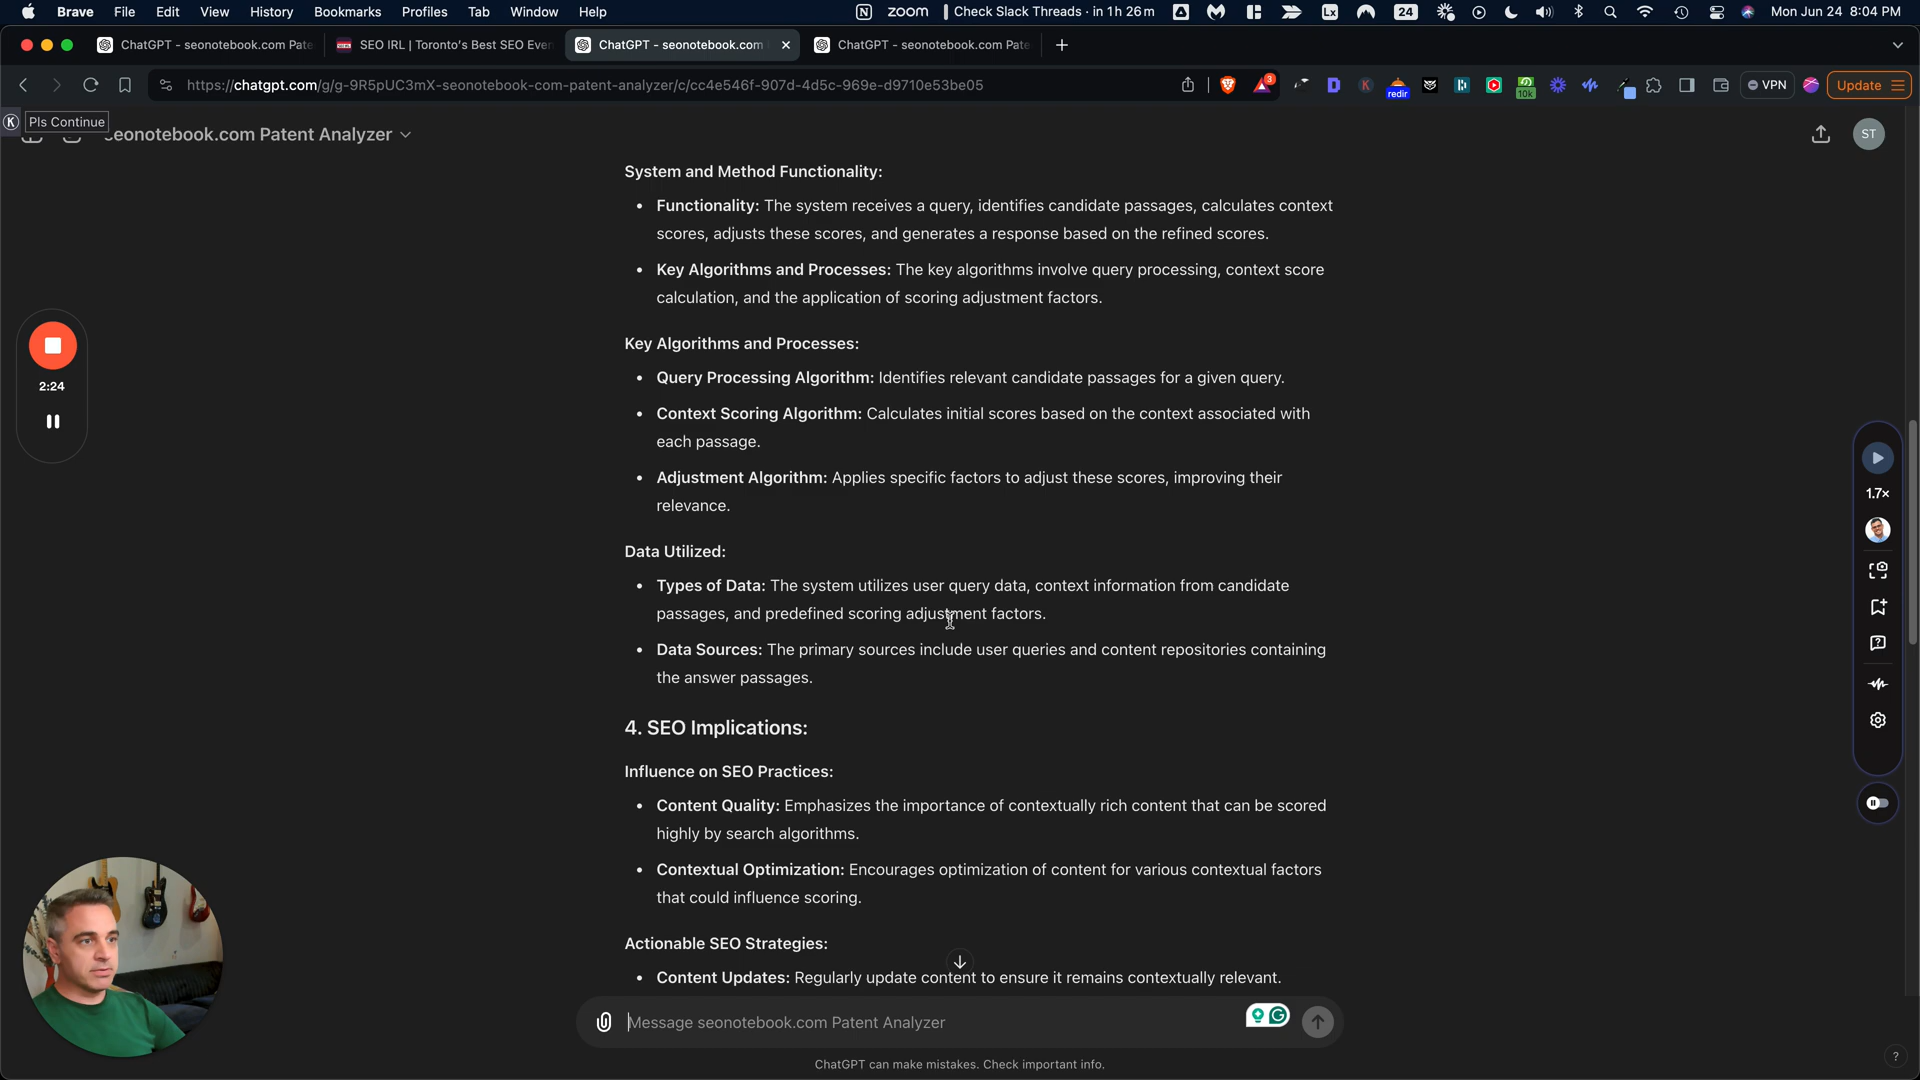 Brave File Edit View History Bookmarks Profiles Tab Window Help zoom Check Slack Threads · in 1h 26m Lx 24 Mon Jun 24 8:04 PM
ChatGPT - seonotebook.com Pate
SEO IRL | Toronto's Best SEO Eve
ChatGPT - seonotebook.com
ChatGPT - seonotebook.com Pate
https://chatgpt.com/g/g-9R5pUC3mX-seonotebook-com-patent-analyzer/c/cc4e546f-907d-4d5c-969e-d9710e53be05
3
redir
10k
VPN
Update
K
Pls Continue
seonotebook.com Patent Analyzer
ST
System and Method Functionality:
• Functionality: The system receives a query, identifies candidate passages, calculates context
scores, adjusts these scores, and generates a response based on the refined scores.
• Key Algorithms and Processes: The key algorithms involve query processing, context score
calculation, and the application of scoring adjustment factors.
Key Algorithms and Processes:
• Query Processing Algorithm: Identifies relevant candidate passages for a given query.
• Context Scoring Algorithm: Calculates initial scores based on the context associated with
each passage.
• Adjustment Algorithm: Applies specific factors to adjust these scores, improving their
relevance.
Data Utilized:
• Types of Data: The system utilizes user query data, context information from candidate
passages, and predefined scoring adjustment factors.
• Data Sources: The primary sources include user queries and content repositories containing
the answer passages.
4. SEO Implications:
Influence on SEO Practices:
• Content Quality: Emphasizes the importance of contextually rich content that can be scored
highly by search algorithms.
• Contextual Optimization: Encourages optimization of content for various contextual factors
that could influence scoring.
Actionable SEO Strategies:
• Content Updates: Regularly update content to ensure it remains contextually relevant.
2:24
1.7×
Message seonotebook.com Patent Analyzer
ChatGPT can make mistakes. Check important info.
?